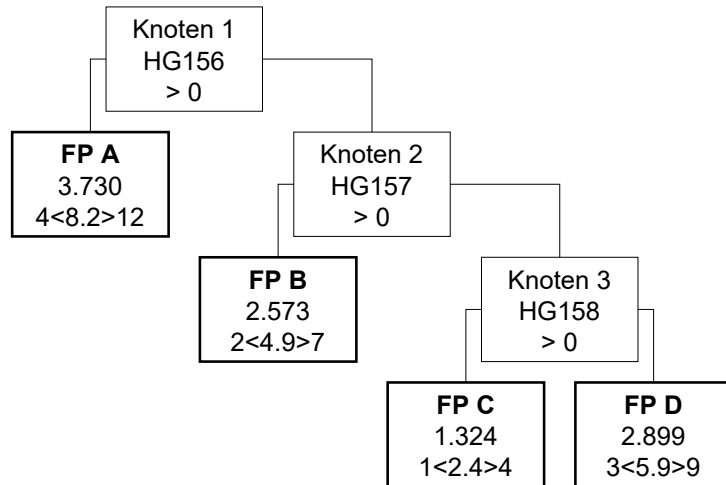 Knoten 1
HG156
> 0
FP A
3.730
4<8.2>12
Knoten 2
HG157
> 0
FP B
2.573
2<4.9>7
Knoten 3
HG158
> 0
FP C
1.324
1<2.4>4
FP D
2.899
3<5.9>9